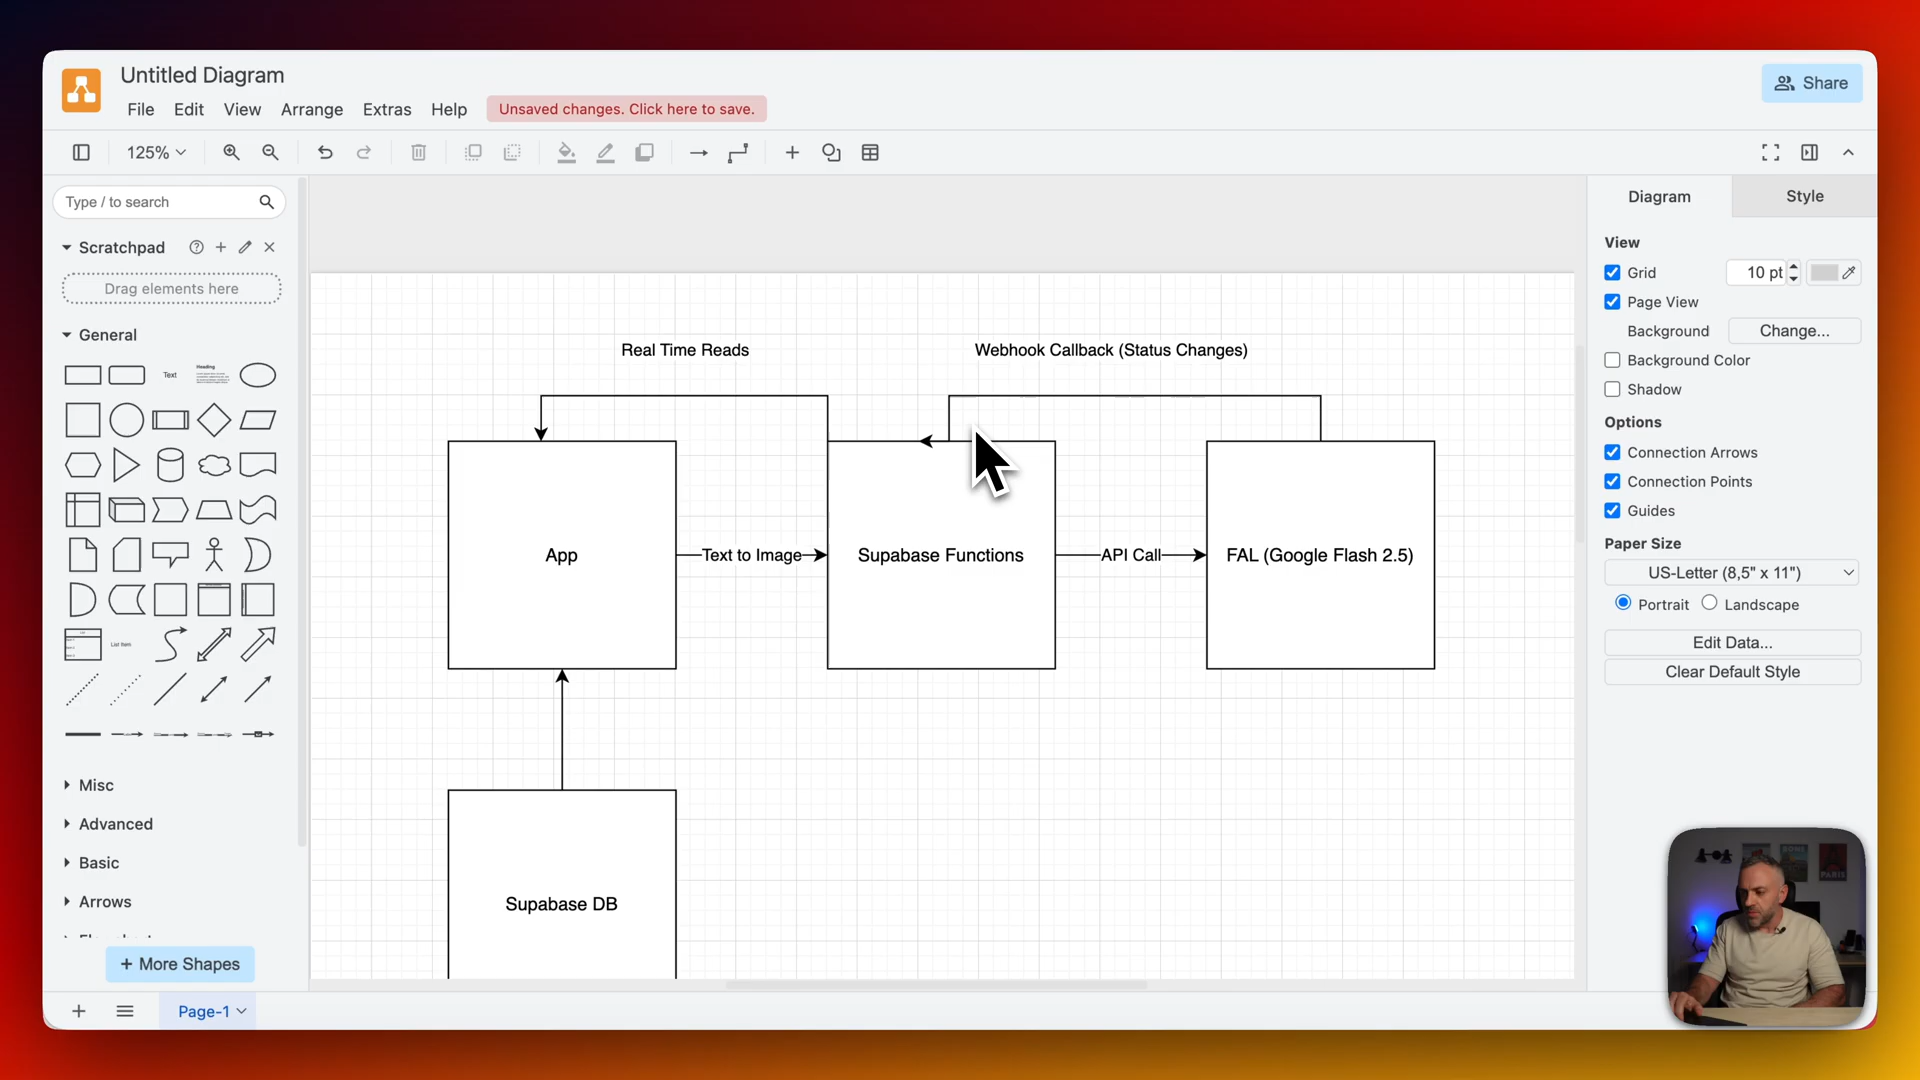 Untitled Diagram
Share
File Edit View Arrange Extras Help Unsaved changes. Click here to save.
125%
Type / to search
Scratchpad
Drag elements here
General
Text
Heading
List Item
Misc
Advanced
Basic
Arrows
+ More Shapes
Page-1
Real Time Reads
Webhook Callback (Status Changes)
App
Text to Image
Supabase Functions
API Call
FAL (Google Flash 2.5)
Supabase DB
Diagram Style
View
Grid 10 pt
Page View
Background Change...
Background Color
Shadow
Options
Connection Arrows
Connection Points
Guides
Paper Size
US-Letter (8,5" x 11")
Portrait Landscape
Edit Data...
Clear Default Style
PARIS